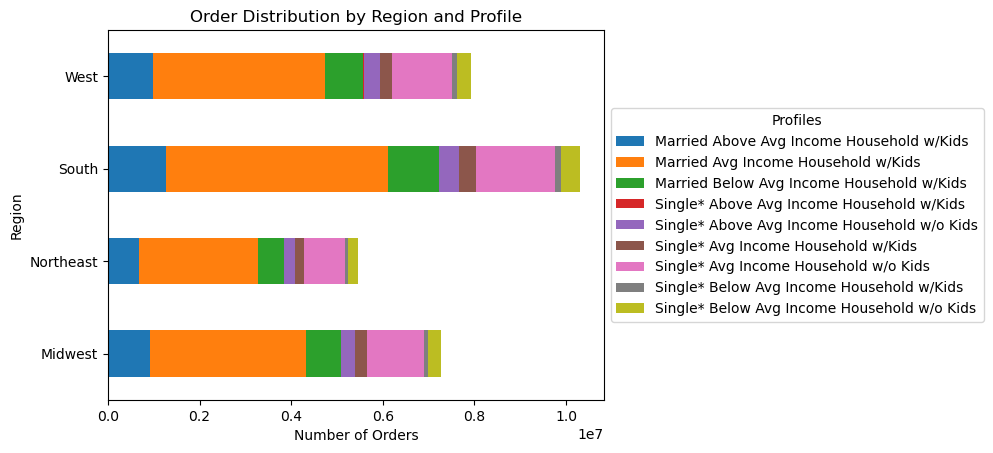 Order Distribution by Region and Profile
West
South
Northeast
Midwest
Region
0.0 0.2 0.4 0.6 0.8 1.0
1e7
Number of Orders
Profiles
Married Above Avg Income Household w/Kids
Married Avg Income Household w/Kids
Married Below Avg Income Household w/Kids
Single* Above Avg Income Household w/Kids
Single* Above Avg Income Household w/o Kids
Single* Avg Income Household w/Kids
Single* Avg Income Household w/o Kids
Single* Below Avg Income Household w/Kids
Single* Below Avg Income Household w/o Kids